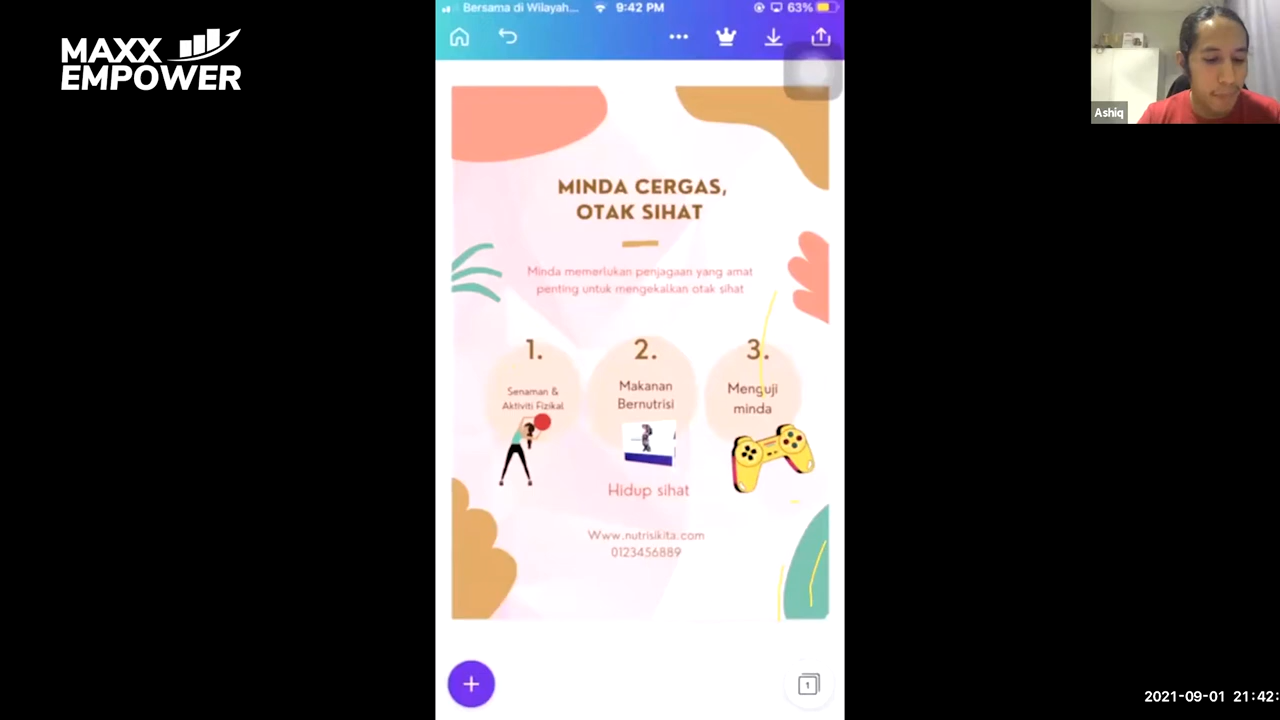 MAXX
EMPOWER
Bersama di Wilayah...
9:42 PM
63%
Ashiq
MINDA CERGAS,
OTAK SIHAT
Minda memerlukan penjagaan yang amat
penting untuk mengekalkan otak sihat
1.
2.
3.
Senaman &
Aktiviti Fizikal
Makanan
Bernutrisi
Menguji
minda
Hidup sihat
Www.nutrisikita.com
0123456889
1
2021-09-01 21:42: